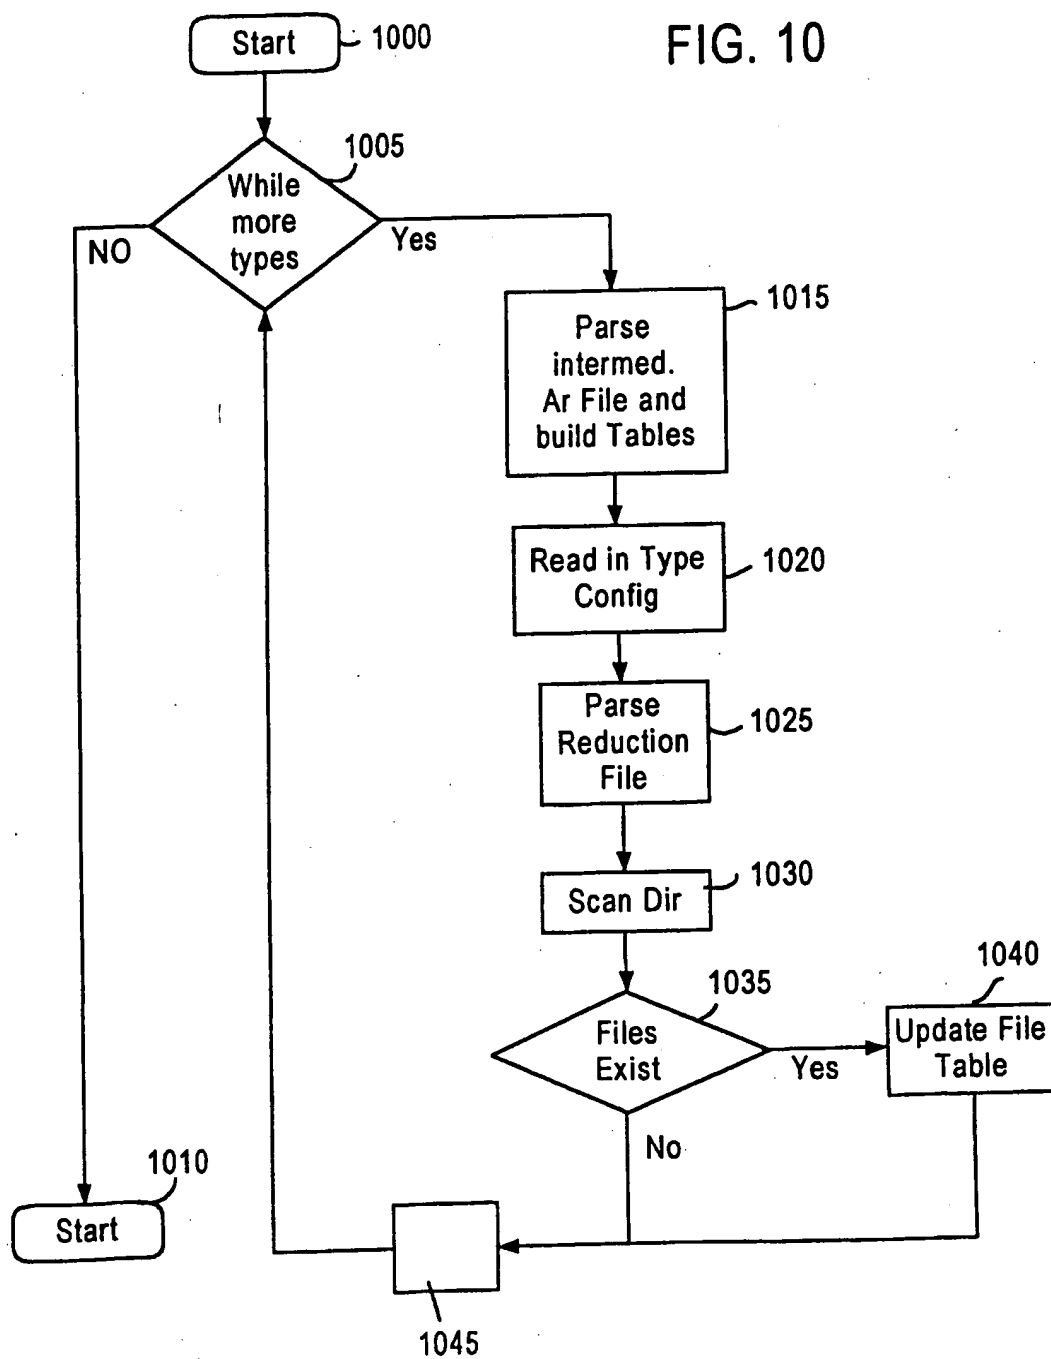 FIG. 10
Start
1000
1005
While
more
types
NO
Yes
1015
Parse
intermed.
Ar File and
build Tables
Read in Type
Config
1020
Parse
Reduction
File
1025
Scan Dir
1030
1035
Files
Exist
Yes
No
1040
Update File
Table
1010
Start
1045